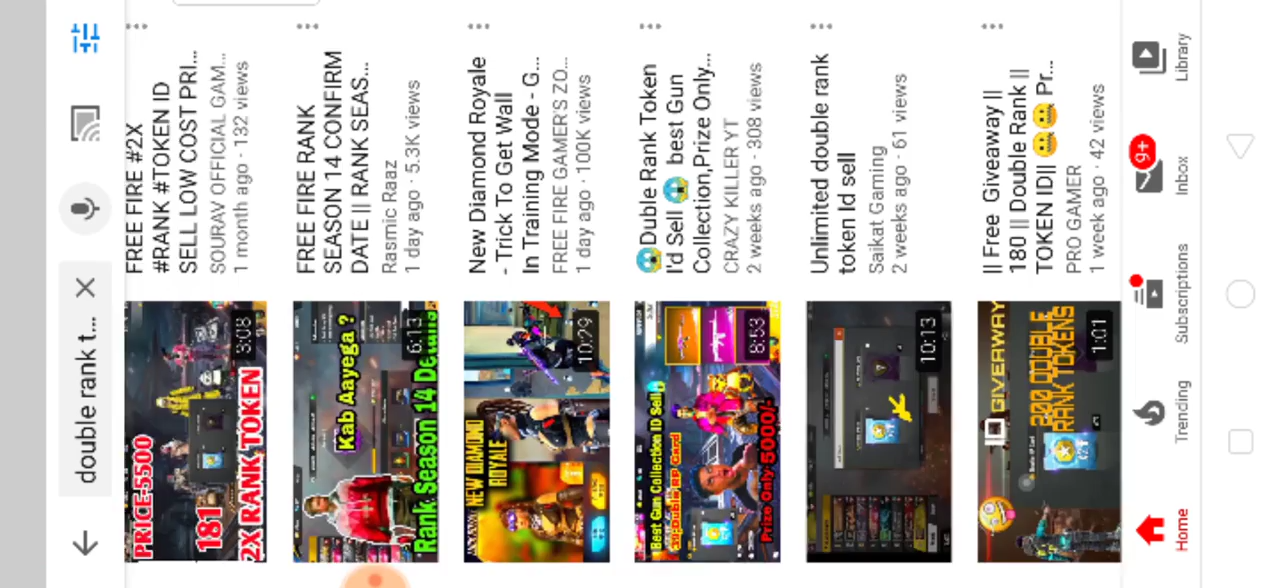 double rank t...
PRICE-5500
181
2X RANK TOKEN
3:08
FREE FIRE #2X
#RANK #TOKEN ID
SELL LOW COST PRI...
SOURAV OFFICIAL GAM...
1 month ago · 132 views
Kab Aayega ?
6:13
FREE FIRE RANK
SEASON 14 CONFIRM
DATE || RANK SEAS...
Rasmic Raaz
1 day ago · 5.3K views
NEW DIAMOND
ROYALE
10:29
New Diamond Royale
- Trick To Get Wall
In Training Mode - G...
FREE FIRE GAMER'S ZO...
1 day ago · 100K views
Best Gun Collection ID Sell,
Prize Only 5000/-
8:53
😱Duble Rank Token
I'd Sell 😱 best Gun
Collection,Prize Only...
CRAZY KILLER YT
2 weeks ago · 308 views
10:13
Unlimited double rank
token Id sell
Saikat Gaming
2 weeks ago · 61 views
ID GIVERWAY
RANK TOKENS
1:01
|| Free Giveaway ||
180 || Double Rank ||
TOKEN ID|| 🤐🤐 Pr...
PRO GAMER
1 week ago · 42 views
Home
Trending
Subscriptions
9+
Inbox
Library